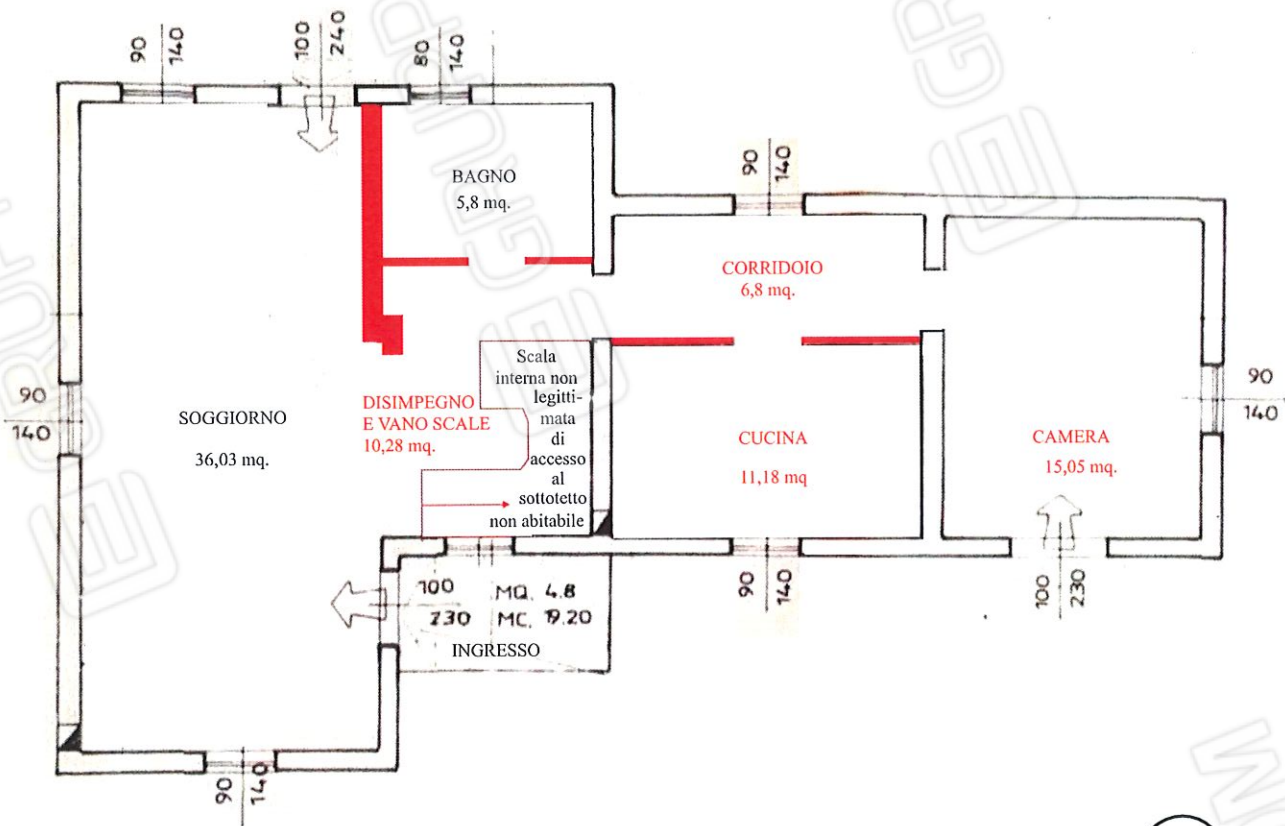 90
140
100
240
80
140
BAGNO
5,8 mq.
90
140
CORRIDOIO
6,8 mq.
90
140
SOGGIORNO
36,03 mq.
DISIMPEGNO
E VANO SCALE
10,28 mq.
Scala
interna non
legitti-
mata
di
accesso
al
sottotetto
non abitabile
CUCINA
11,18 mq
CAMERA
15,05 mq.
90
140
100
230
MQ. 4.8
MC. 19.20
INGRESSO
90
140
100
230
90
140